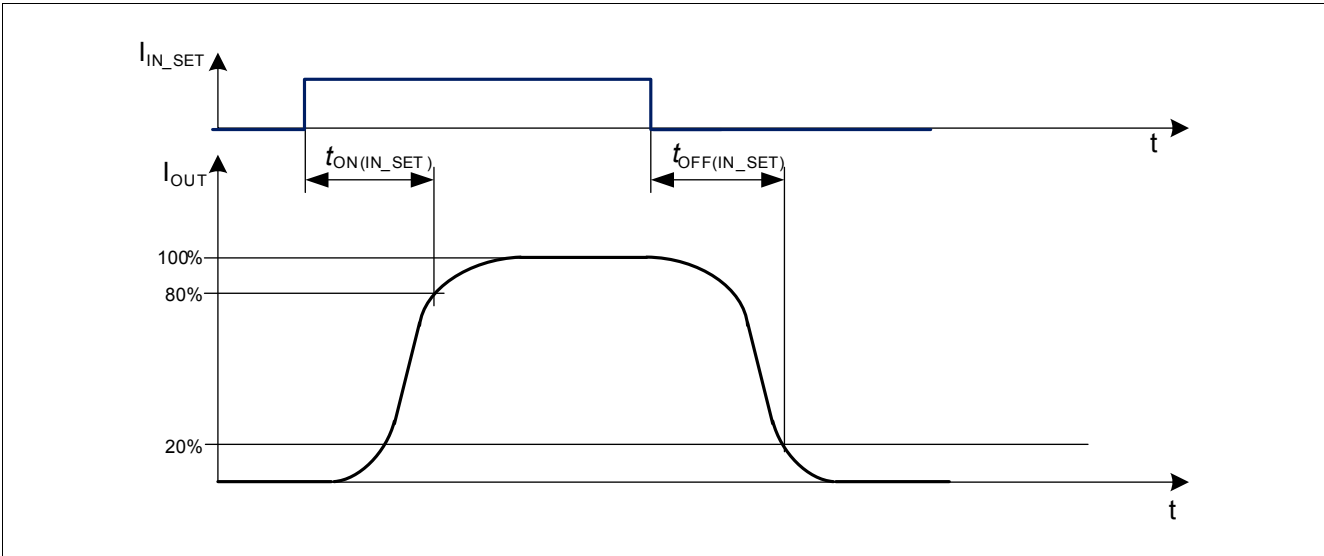 I_IN_SET
t
t_ON(IN_SET)
t_OFF(IN_SET)
I_OUT
100%
80%
20%
t